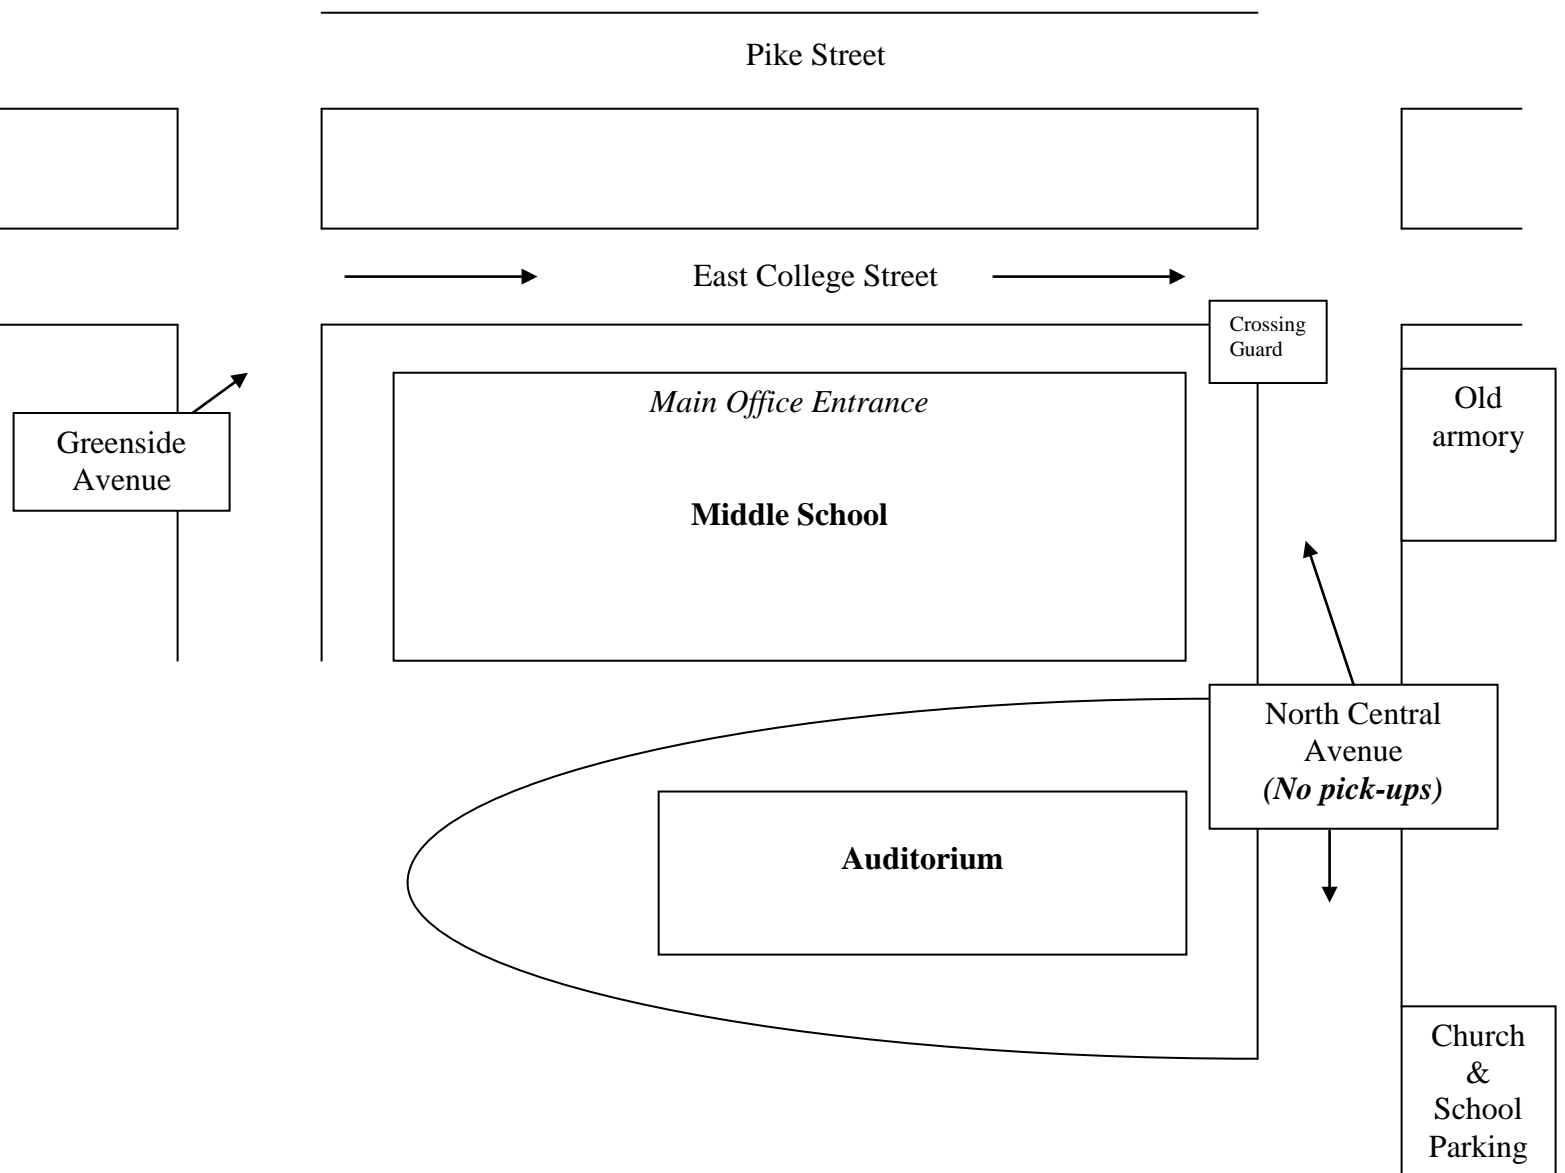 Pike Street
East College Street
Crossing
Guard
Main Office Entrance
Old
armory
Greenside
Avenue
Middle School
North Central
Avenue
(No pick-ups)
Auditorium
Church
&
School
Parking